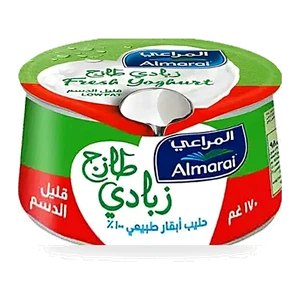 زبادي طازج
Fresh Yoghurt
قليل الدسم
LOW FAT
المراعي
Almarai
المراعي
Almarai
طازج
زبادي
قليل
الدسم
حليب أبقار طبيعي ١٠٠٪
١٧٠ غم